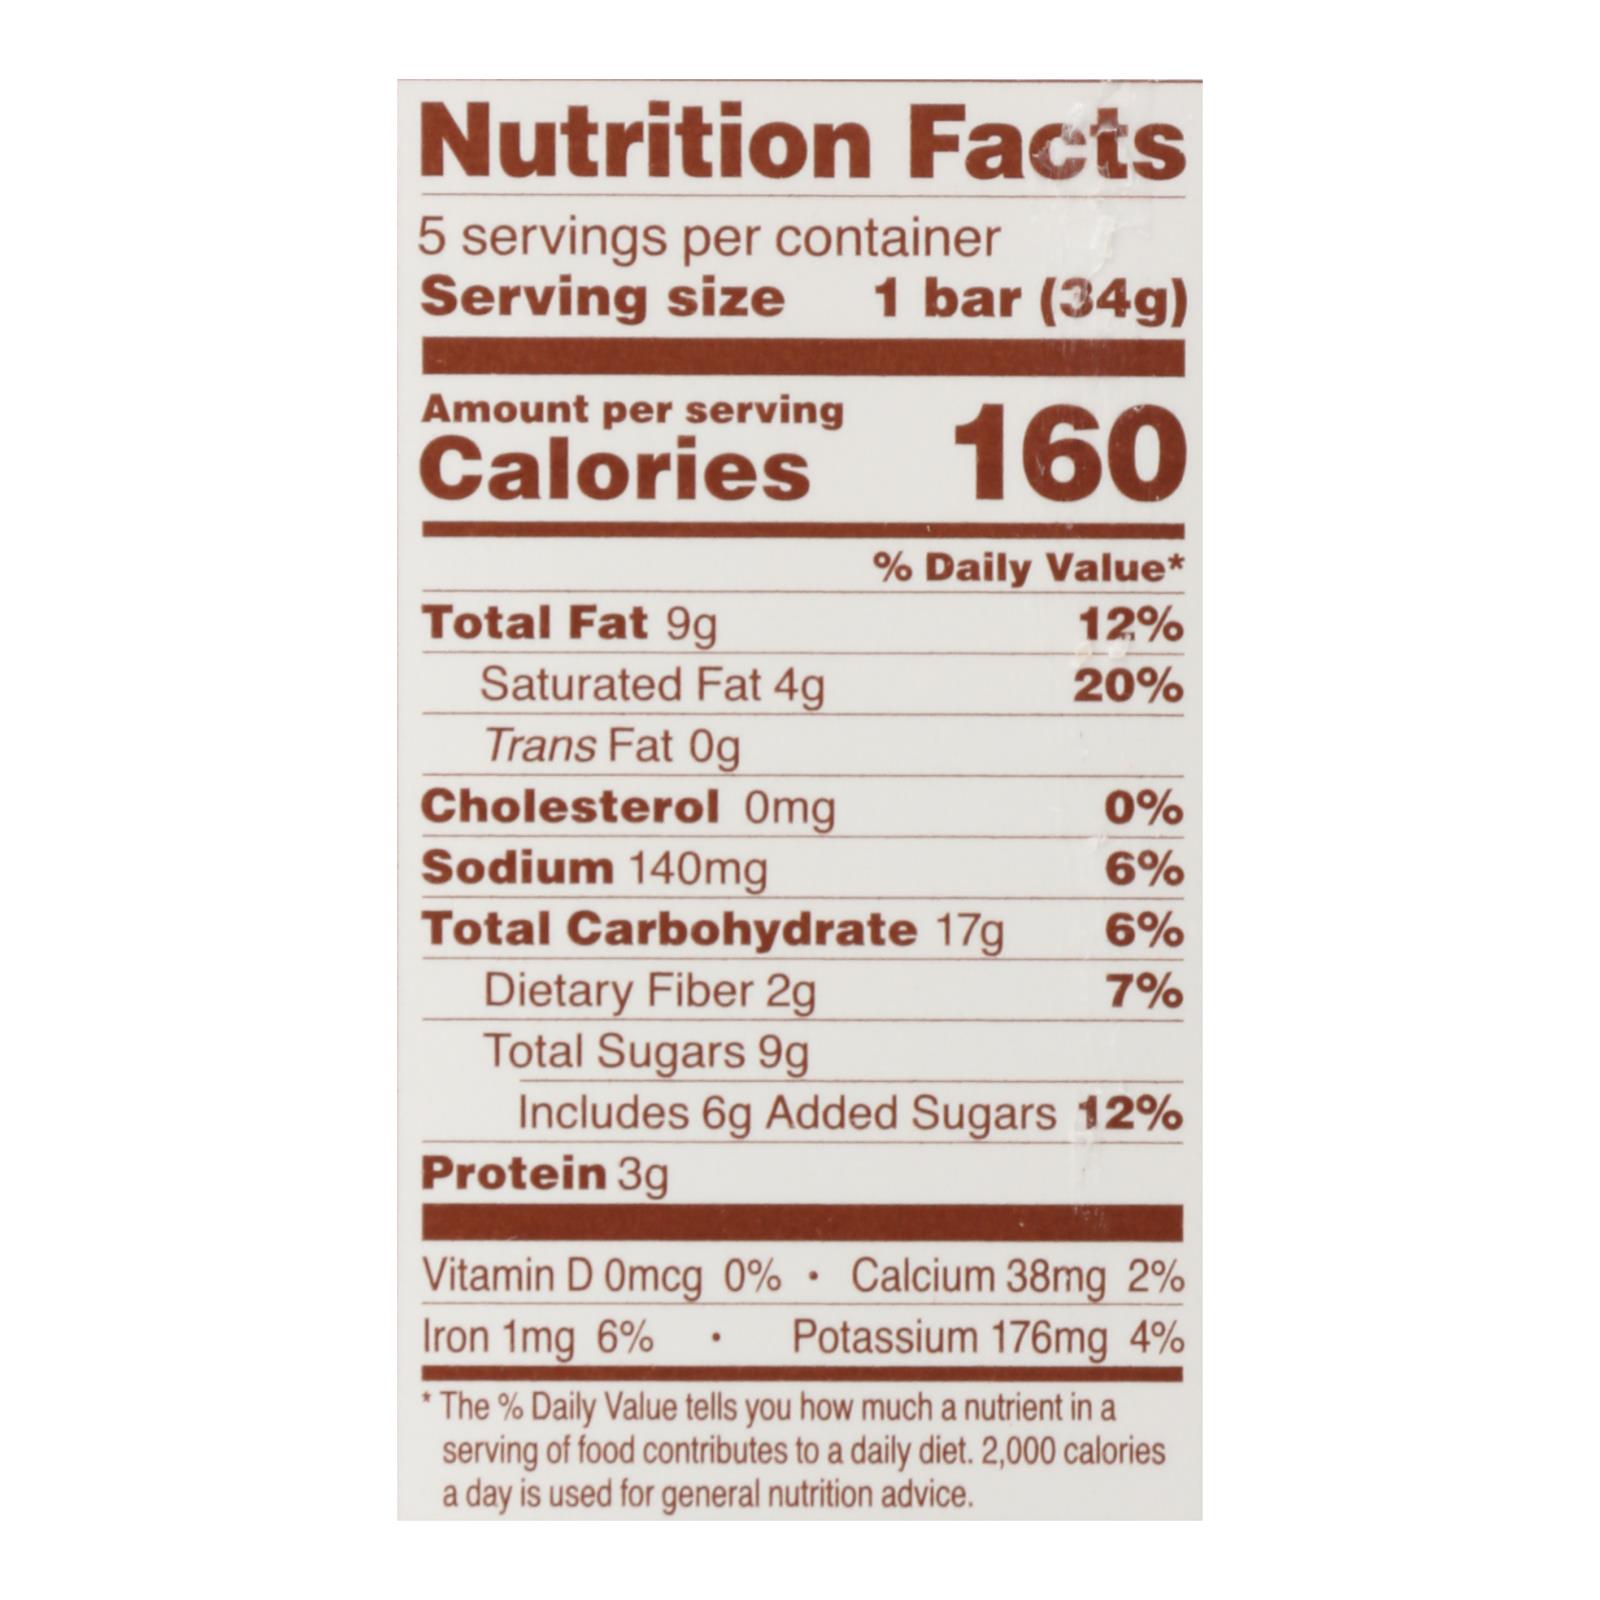 Nutrition Facts
5 servings per container
Serving size 1 bar (34g)
Amount per serving
Calories 160
% Daily Value*
Total Fat 9g 12%
Saturated Fat 4g 20%
Trans Fat 0g
Cholesterol 0mg 0%
Sodium 140mg 6%
Total Carbohydrate 17g 6%
Dietary Fiber 2g 7%
Total Sugars 9g
Includes 6g Added Sugars 12%
Protein 3g
Vitamin D 0mcg 0% • Calcium 38mg 2%
Iron 1mg 6% • Potassium 176mg 4%
* The % Daily Value tells you how much a nutrient in a
serving of food contributes to a daily diet. 2,000 calories
a day is used for general nutrition advice.